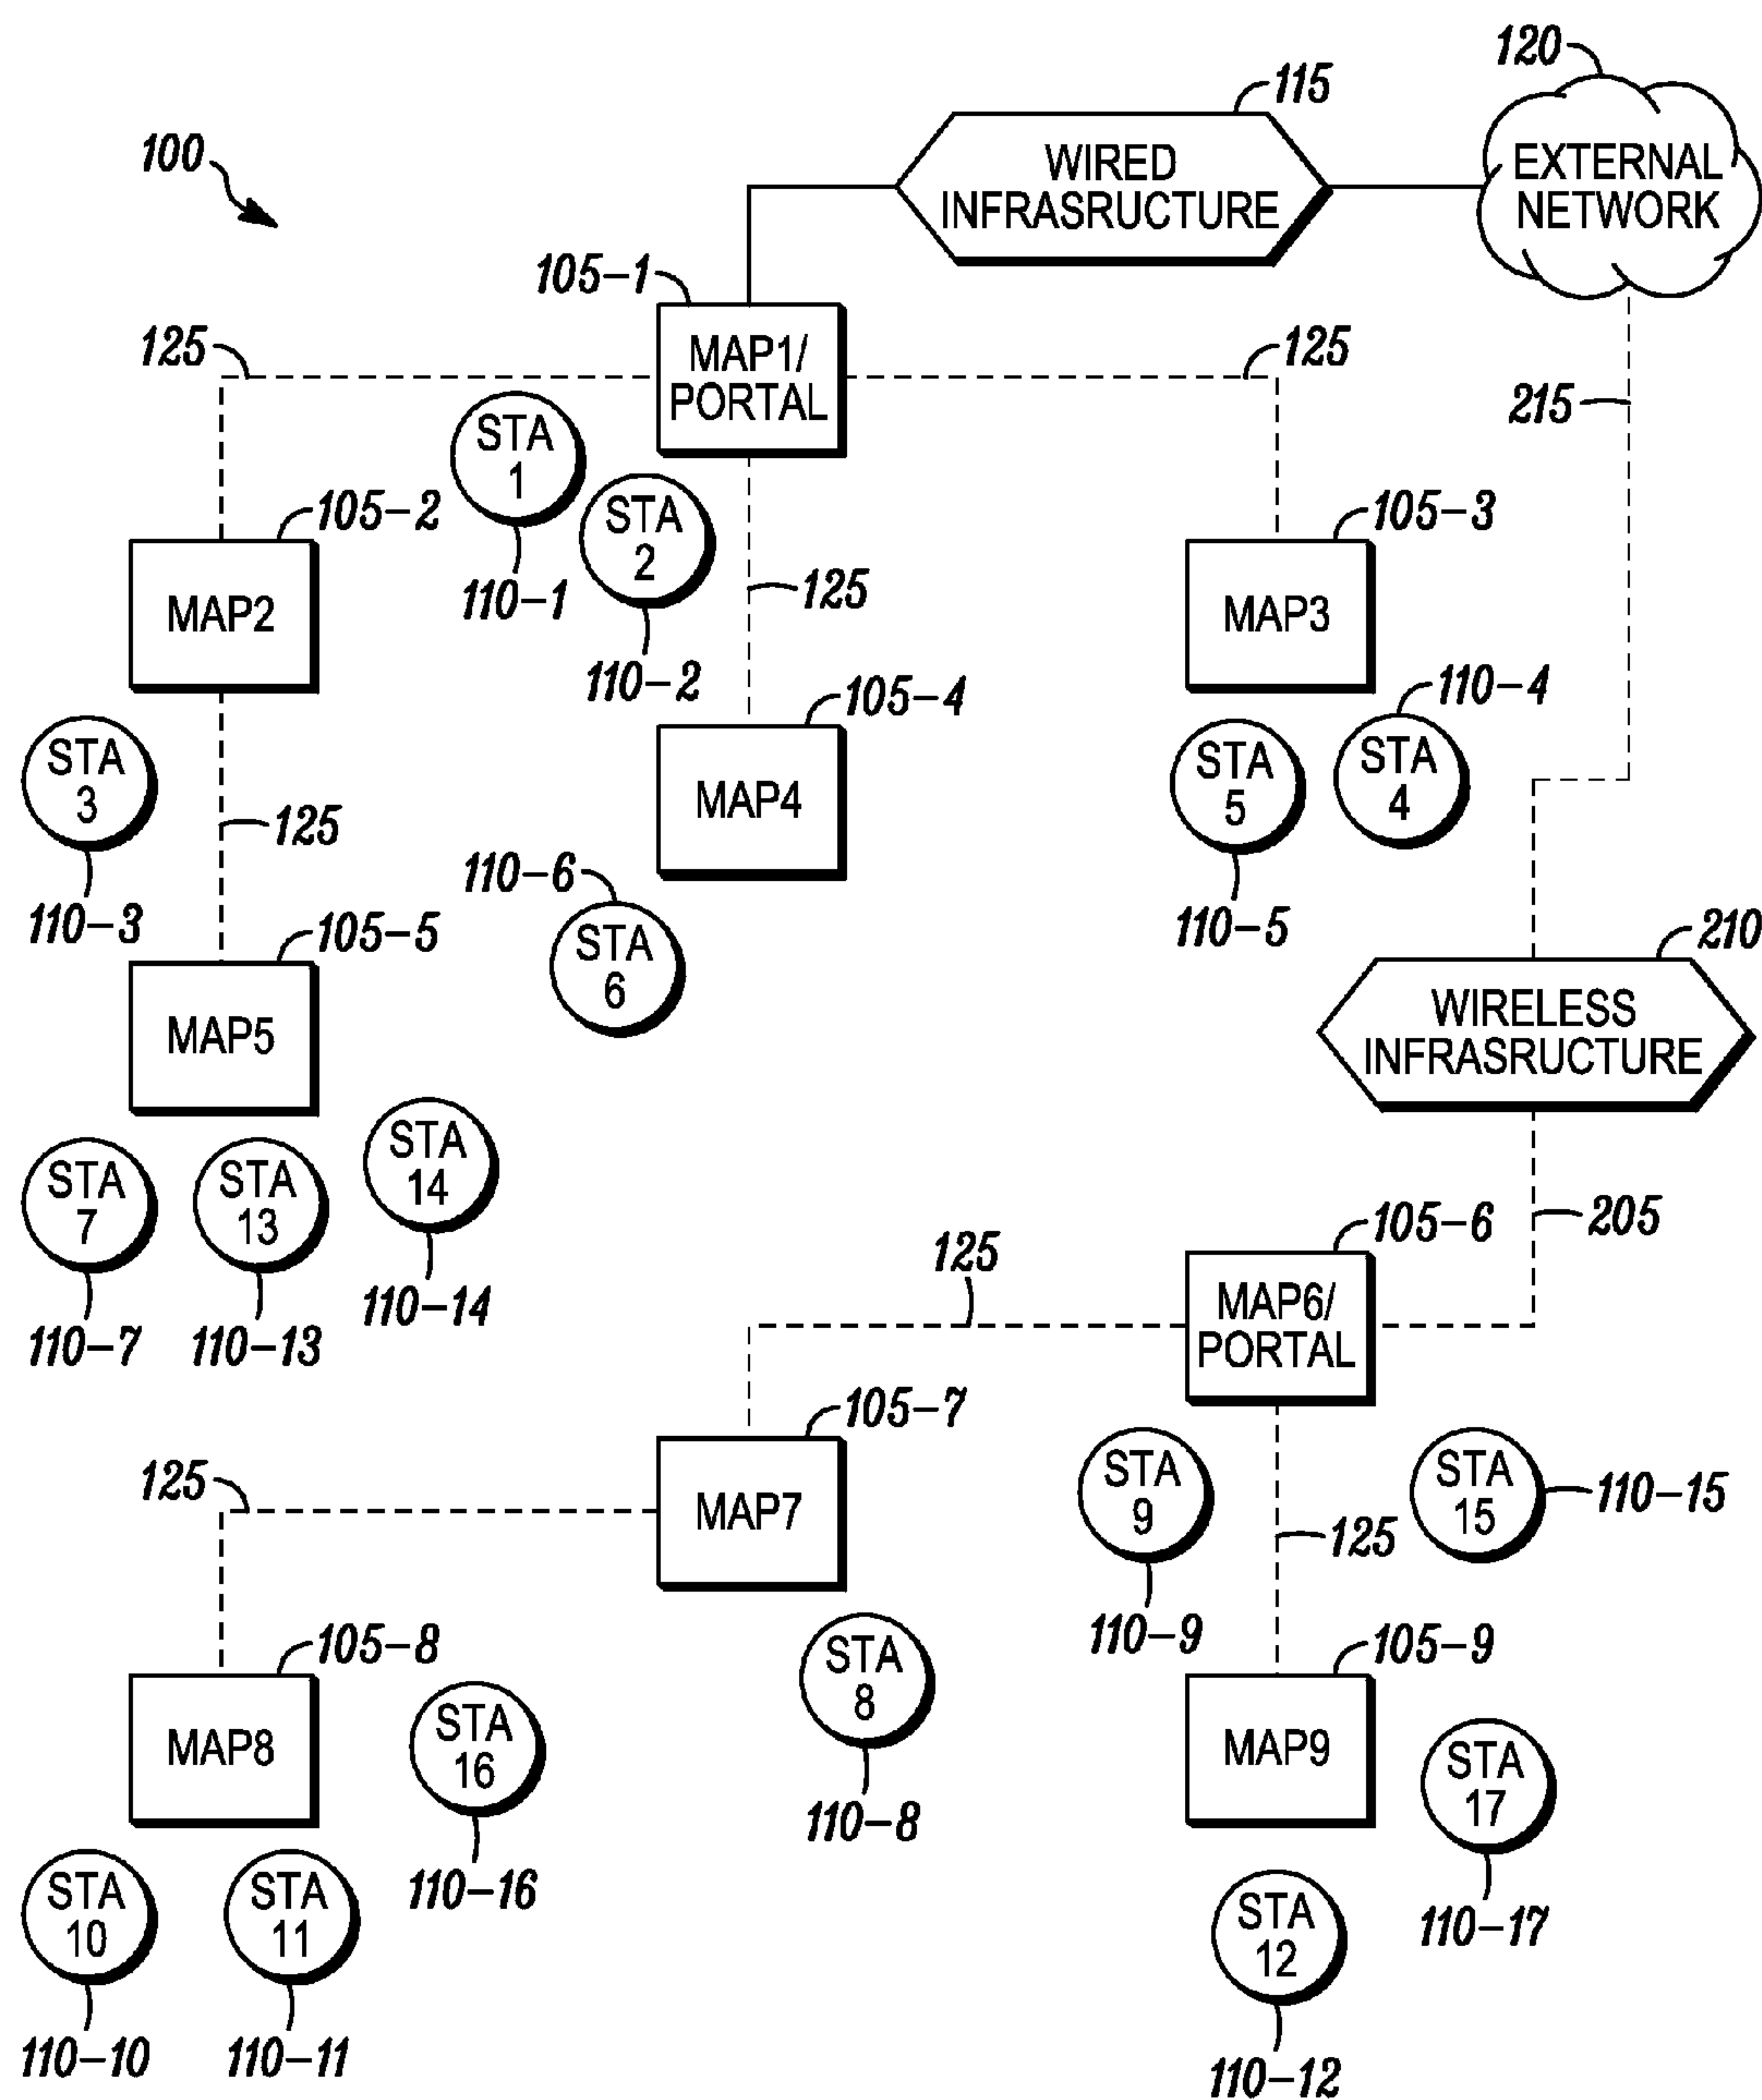 120
115
100
WIRED
INFRASRUCTURE
EXTERNAL
NETWORK
105-1
125
MAP1/
PORTAL
125
215
STA
1
105-2
STA
2
105-3
110-1
125
MAP2
MAP3
110-2
105-4
110-4
STA
3
MAP4
STA
5
STA
4
125
110-6
110-3
105-5
110-5
210
STA
6
MAP5
WIRELESS
INFRASRUCTURE
STA
14
STA
7
STA
13
105-6
205
125
110-14
MAP6/
PORTAL
110-7
110-13
105-7
125
MAP7
STA
9
STA
15
110-15
125
110-9
105-8
STA
8
105-9
MAP8
STA
16
MAP9
STA
17
110-8
STA
10
STA
11
110-16
STA
12
110-17
110-10
110-11
110-12